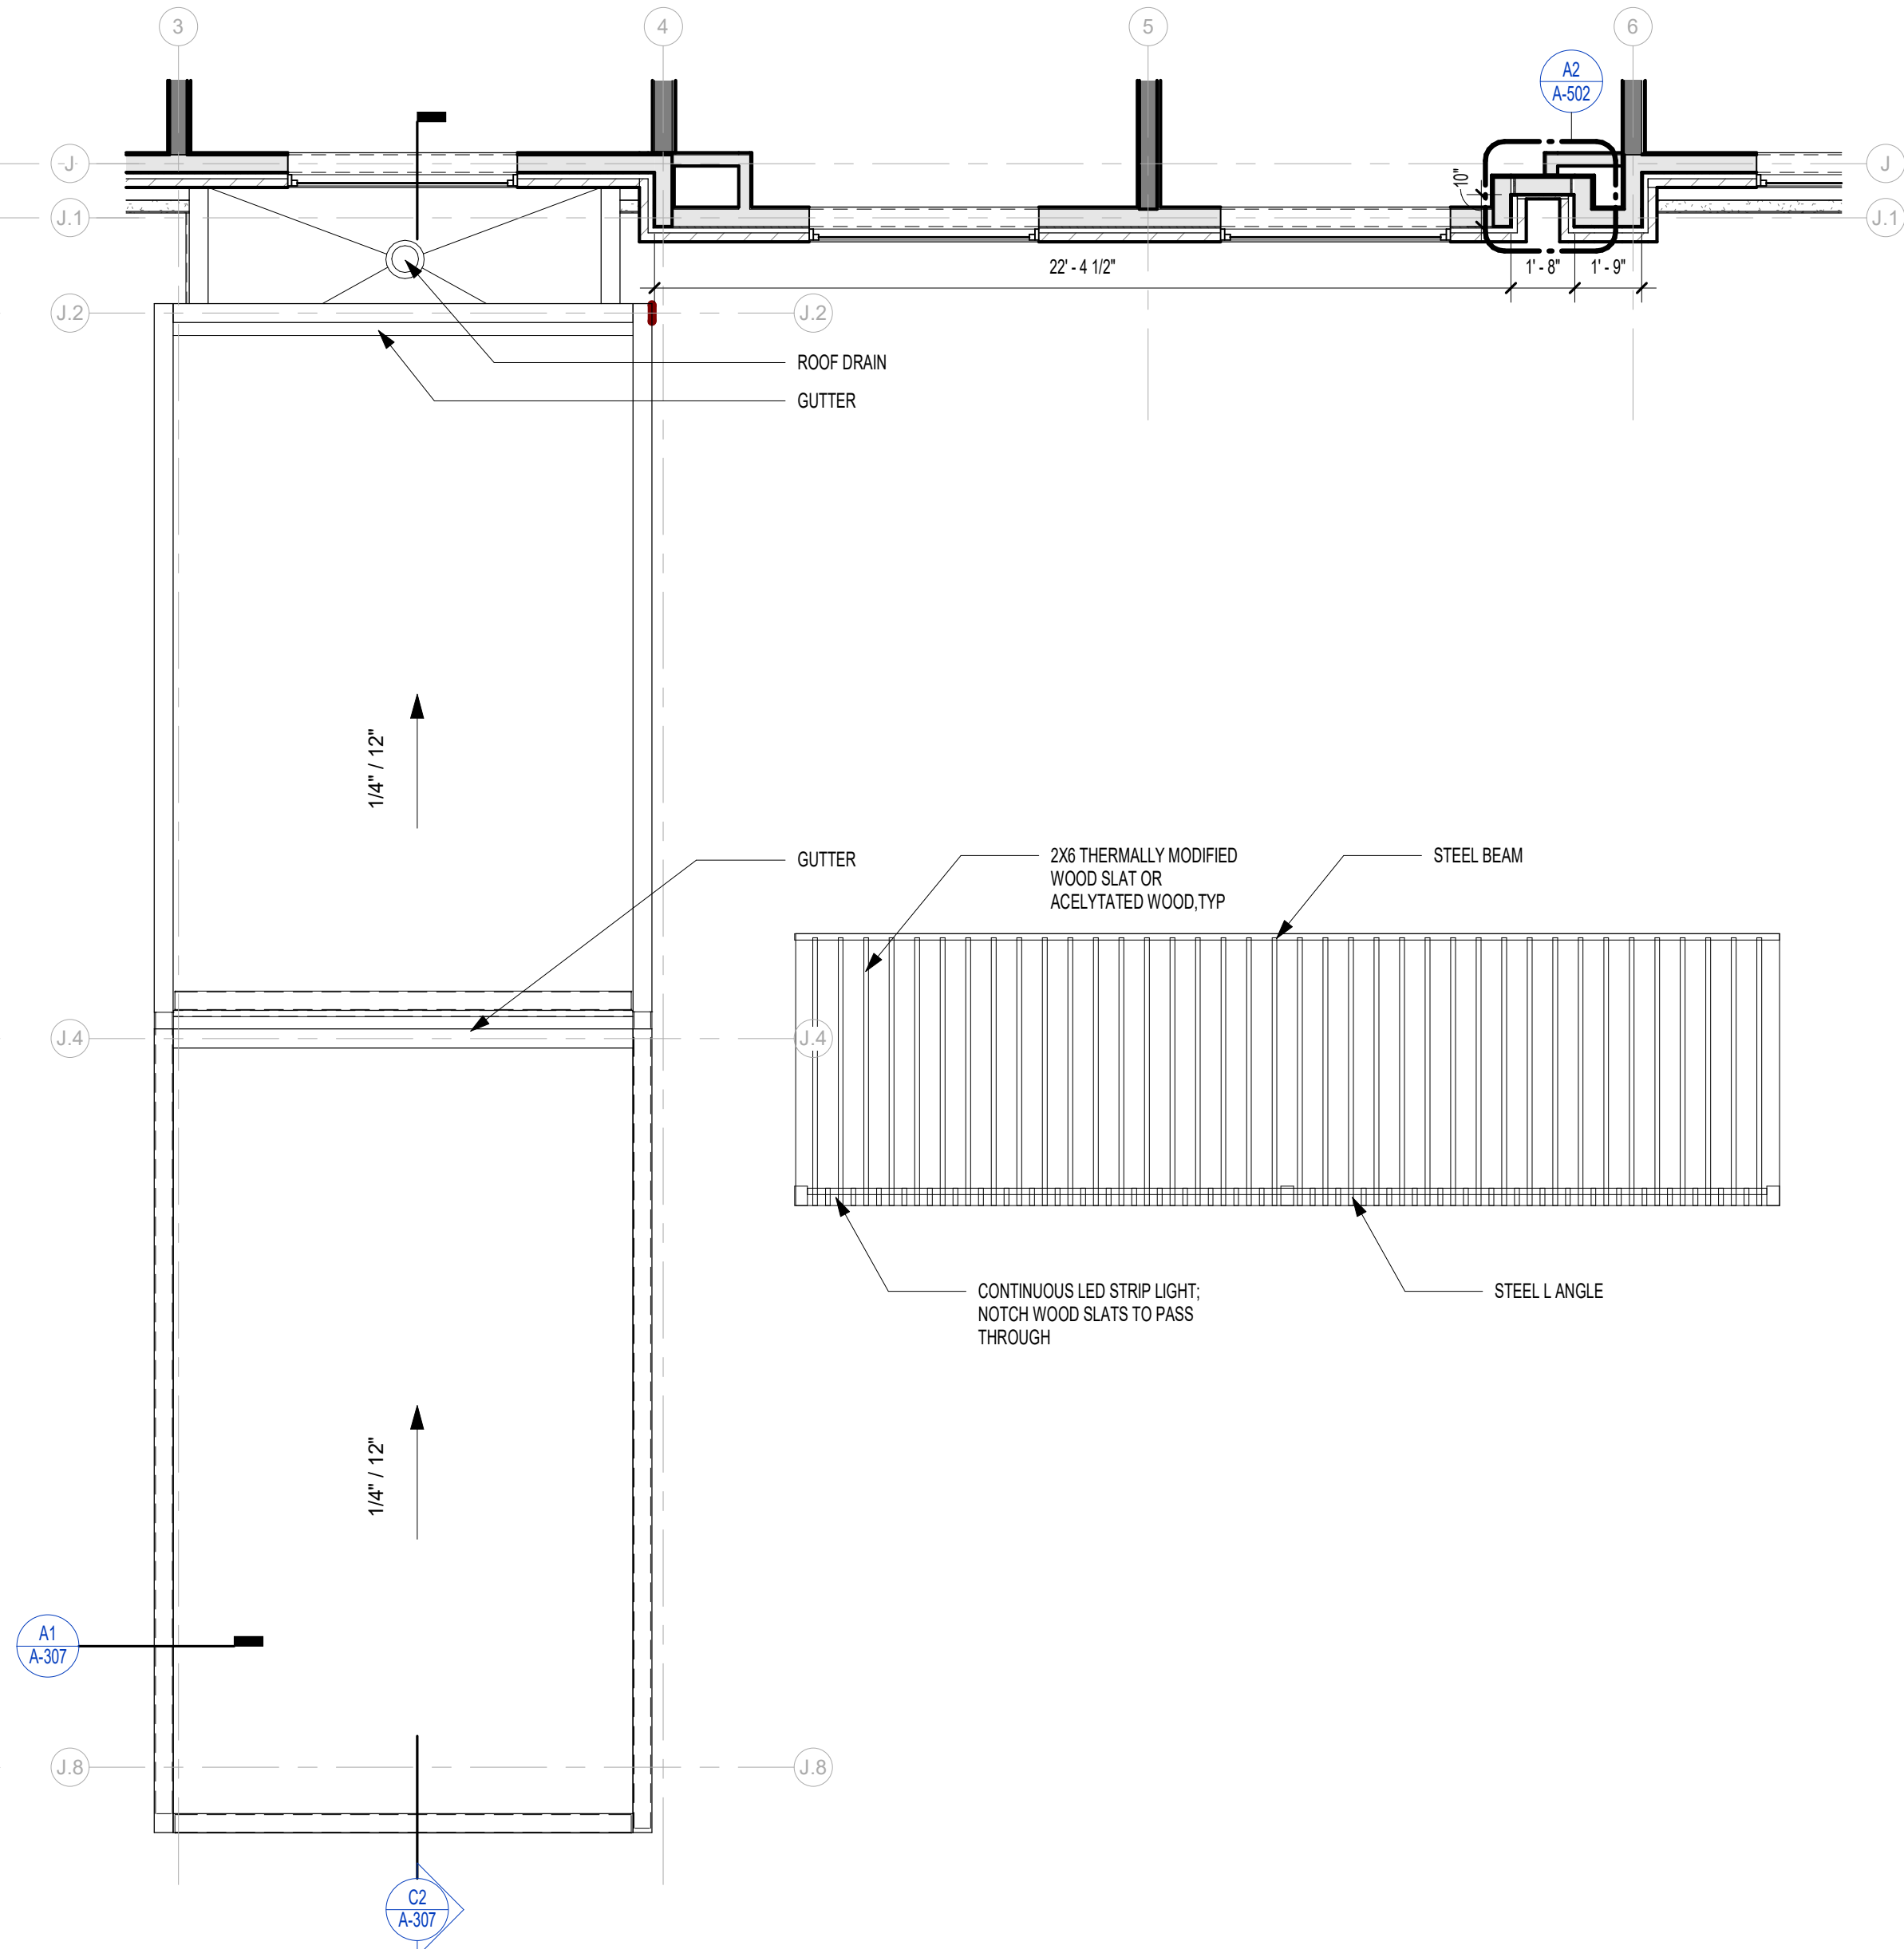 3
4
5
6
A2
A-502
J
J
10"
J.1
J.1
22' - 4 1/2"
1' - 8"
1' - 9"
J.2
J.2
ROOF DRAIN
GUTTER
1/4" / 12"
GUTTER
2X6 THERMALLY MODIFIED
WOOD SLAT OR
ACELYTATED WOOD,TYP
STEEL BEAM
J.4
J.4
CONTINUOUS LED STRIP LIGHT;
NOTCH WOOD SLATS TO PASS
THROUGH
STEEL L ANGLE
1/4" / 12"
A1
A-307
J.8
J.8
C2
A-307